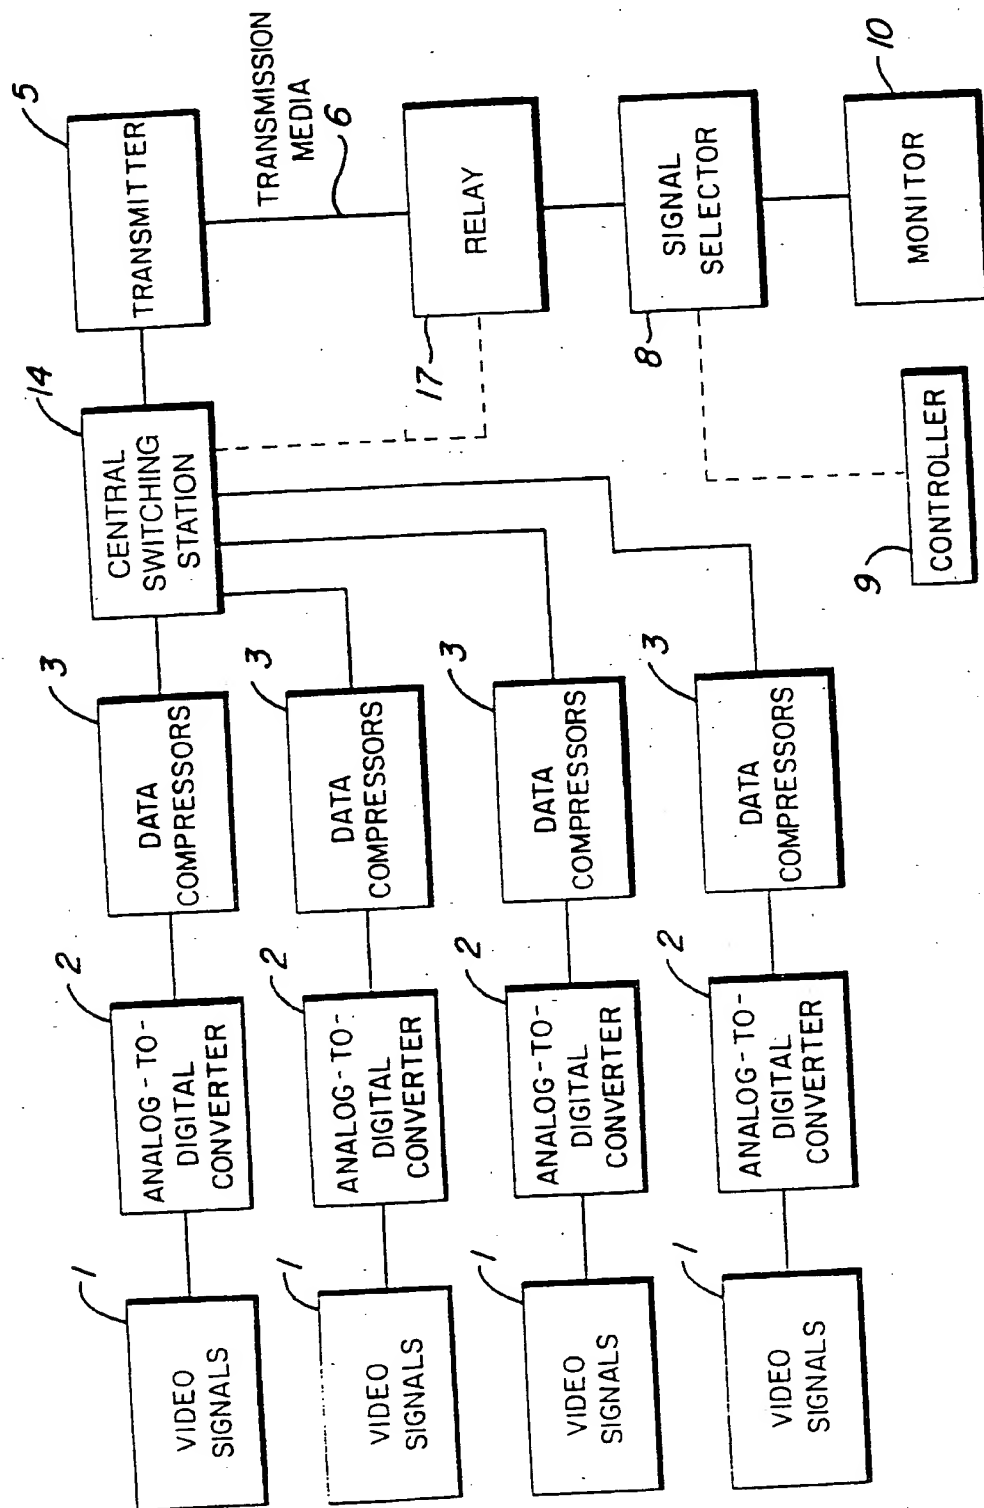 VIDEO
SIGNALS
1
ANALOG-TO-
DIGITAL
CONVERTER
2
DATA
COMPRESSORS
3
CENTRAL
SWITCHING
STATION
14
TRANSMITTER
5
VIDEO
SIGNALS
1
ANALOG-TO-
DIGITAL
CONVERTER
2
DATA
COMPRESSORS
3
TRANSMISSION
MEDIA
6
VIDEO
SIGNALS
1
ANALOG-TO-
DIGITAL
CONVERTER
2
DATA
COMPRESSORS
3
17
RELAY
VIDEO
SIGNALS
1
ANALOG-TO-
DIGITAL
CONVERTER
2
DATA
COMPRESSORS
3
8
SIGNAL
SELECTOR
9
CONTROLLER
MONITOR
10